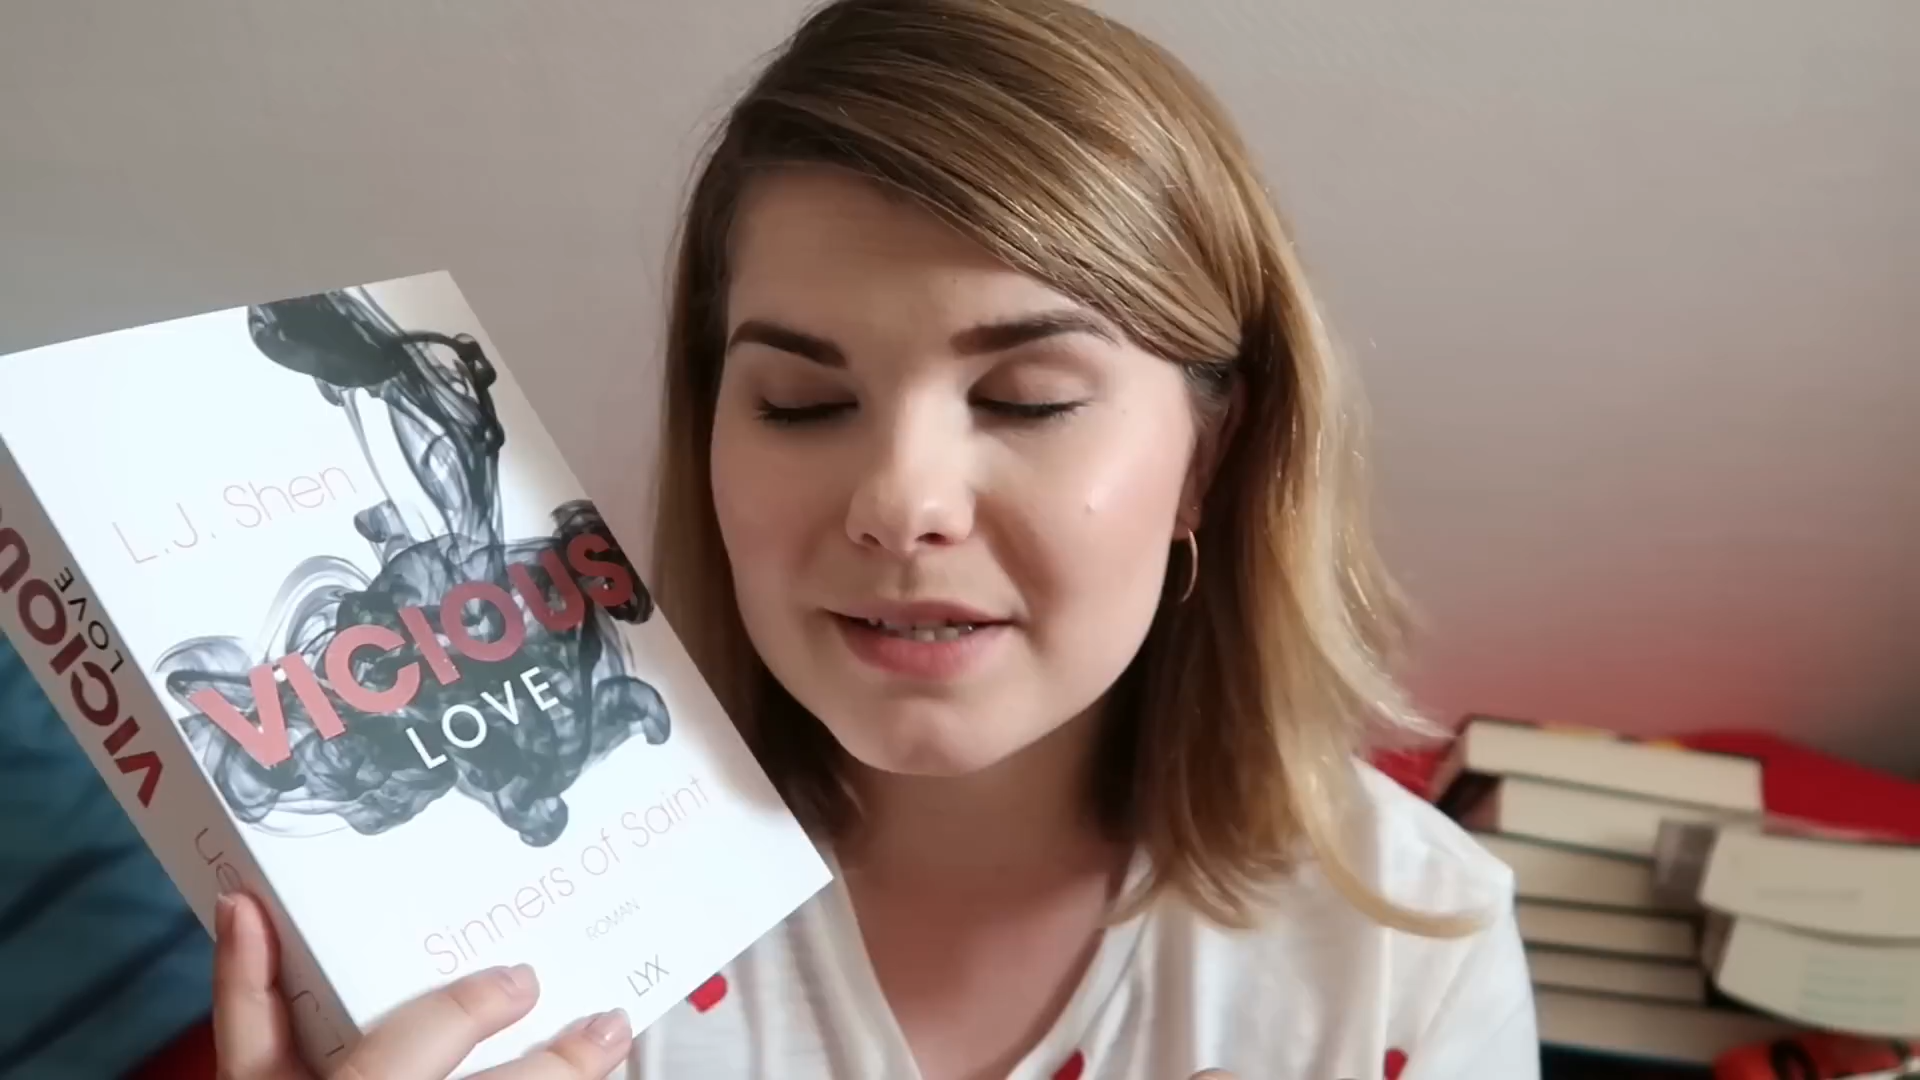 L.J. Shen
VICIOUS
LOVE
Sinners of Saint
ROMAN
LYX
VICIOUS
LOVE